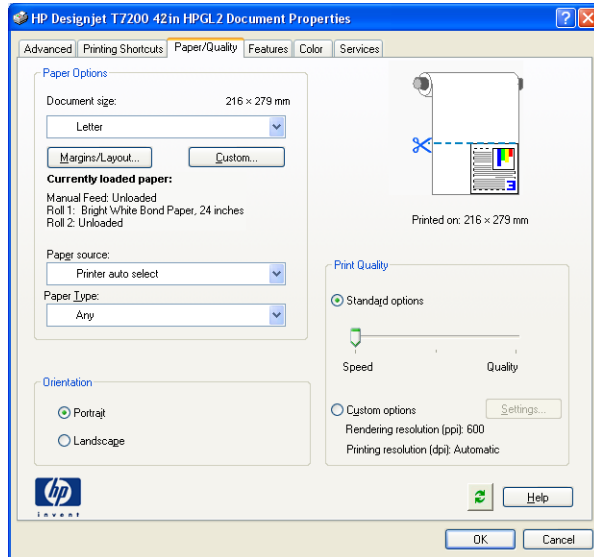 HP Designjet T7200 42in HPGL2 Document Properties
Advanced Printing Shortcuts Paper/Quality Features Color Services
Paper Options
Document size: 216 × 279 mm
Letter
Margins/Layout... Custom...
Currently loaded paper:
Manual Feed: Unloaded
Roll 1: Bright White Bond Paper, 24 inches
Roll 2: Unloaded
Paper source:
Printer auto select
Paper Type:
Any
Orientation
Portrait
Landscape
3
Printed on: 216 × 279 mm
Print Quality
Standard options
Speed Quality
Custom options Settings...
Rendering resolution (ppi): 600
Printing resolution (dpi): Automatic
hp
invent
Help
OK Cancel